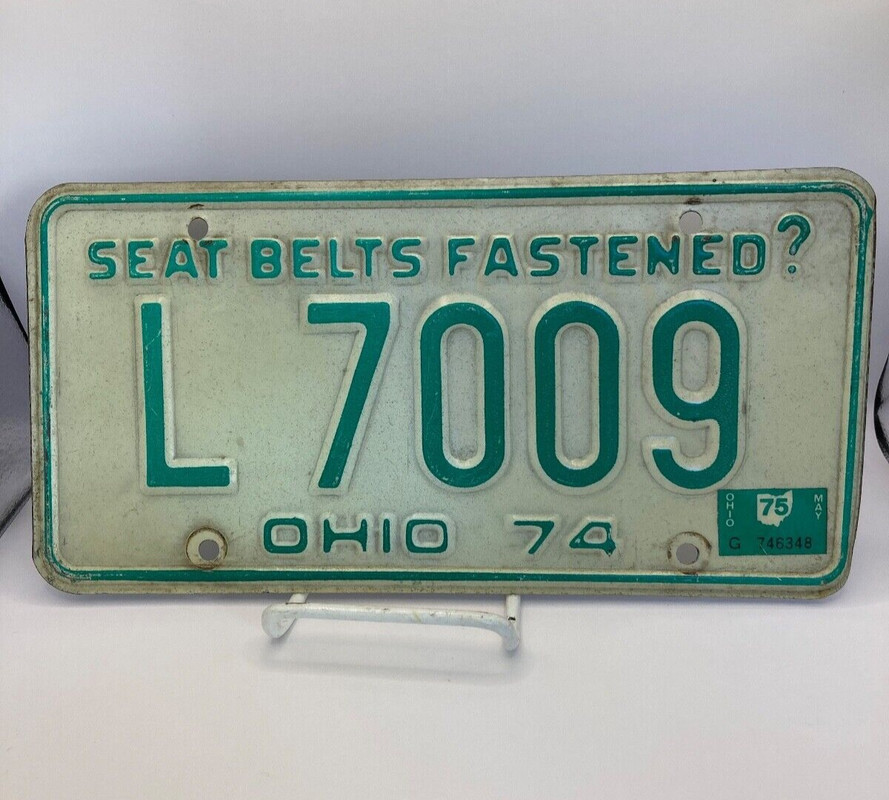 SEAT BELTS FASTENED?
L 7009
OHIO 74
OHIO 75 MAY
G 746348